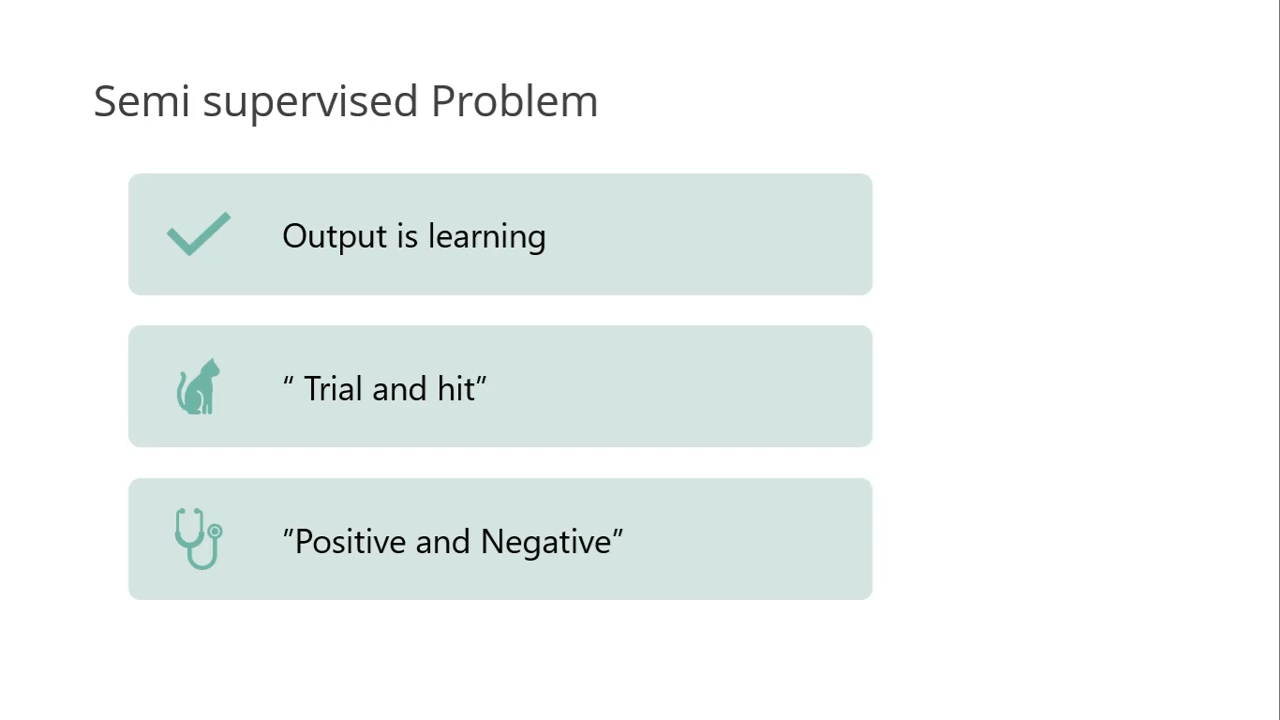 Semi supervised Problem
Output is learning
“ Trial and hit”
”Positive and Negative”